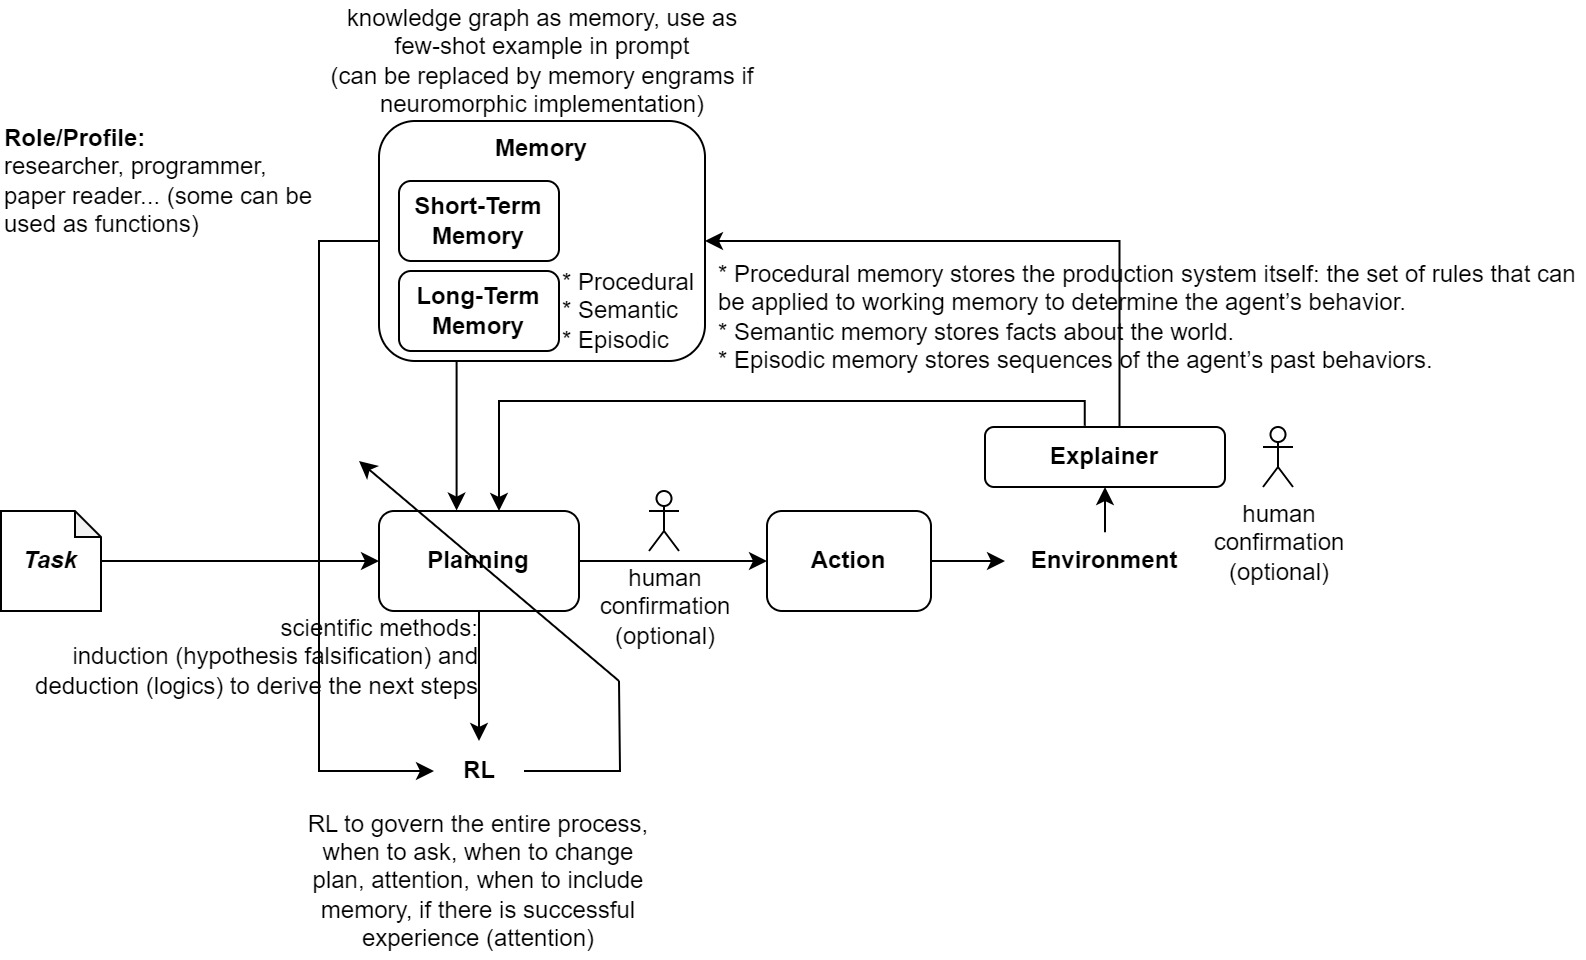 knowledge graph as memory, use as
few-shot example in prompt
(can be replaced by memory engrams if
neuromorphic implementation)
Role/Profile:
researcher, programmer,
paper reader... (some can be
used as functions)
Memory
Short-Term
Memory
Long-Term
Memory
* Procedural
* Semantic
* Episodic
* Procedural memory stores the production system itself: the set of rules that can
be applied to working memory to determine the agent’s behavior.
* Semantic memory stores facts about the world.
* Episodic memory stores sequences of the agent’s past behaviors.
Explainer
human
confirmation
(optional)
Task
Planning
human
confirmation
(optional)
Action
Environment
scientific methods:
induction (hypothesis falsification) and
deduction (logics) to derive the next steps
RL
RL to govern the entire process,
when to ask, when to change
plan, attention, when to include
memory, if there is successful
experience (attention)